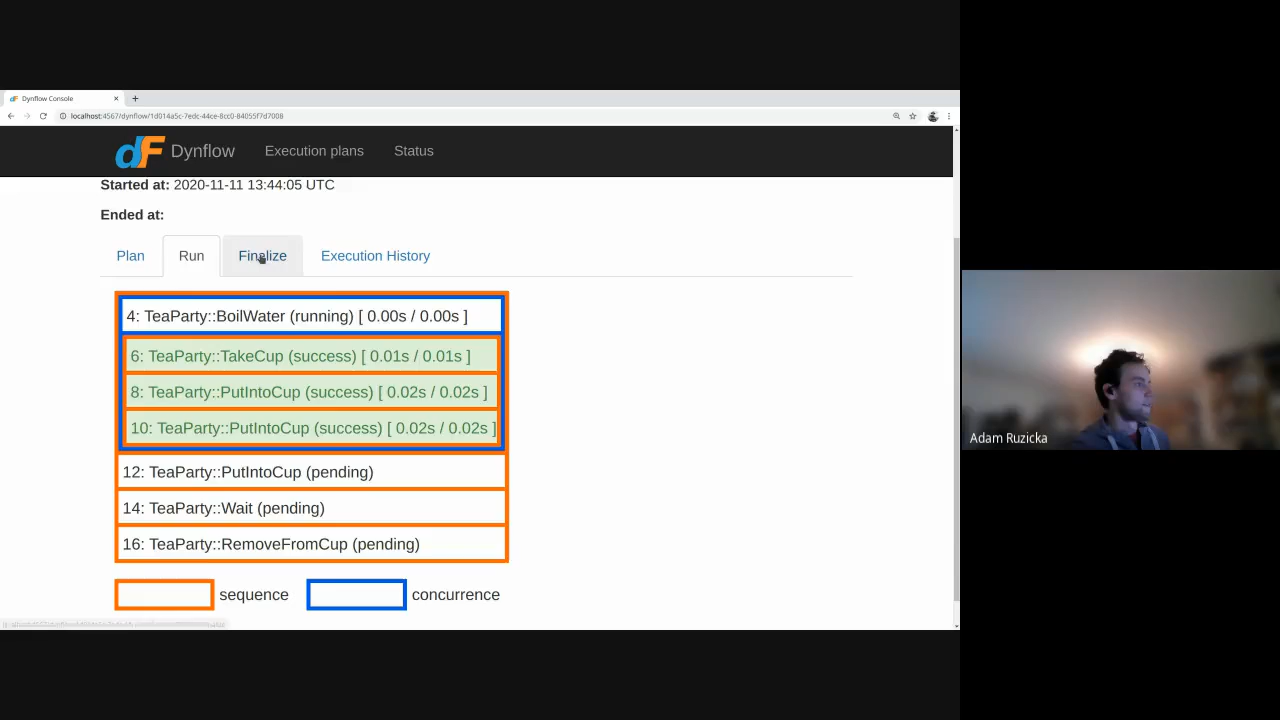 Dynflow Console
localhost:4567/dynflow/1d014a5c-7edc-44ce-8cc0-84055f7d7008
dF Dynflow Execution plans Status
Started at: 2020-11-11 13:44:05 UTC
Ended at:
Plan Run Finalize Execution History
4: TeaParty::BoilWater (running) [ 0.00s / 0.00s ]
6: TeaParty::TakeCup (success) [ 0.01s / 0.01s ]
8: TeaParty::PutIntoCup (success) [ 0.02s / 0.02s ]
10: TeaParty::PutIntoCup (success) [ 0.02s / 0.02s ]
12: TeaParty::PutIntoCup (pending)
14: TeaParty::Wait (pending)
16: TeaParty::RemoveFromCup (pending)
sequence concurrence
Adam Ruzicka